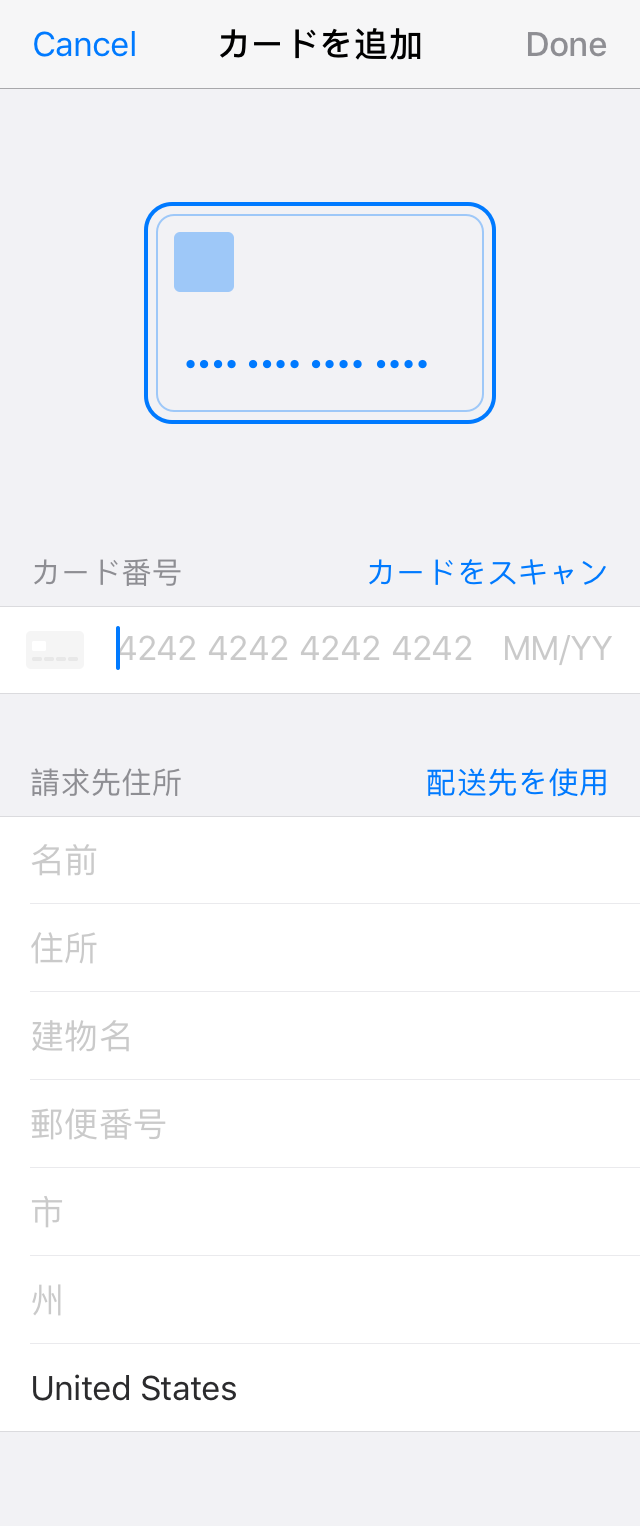 Cancel カードを追加 Done
カード番号 カードをスキャン
4242 4242 4242 4242 MM/YY
請求先住所 配送先を使用
名前
住所
建物名
郵便番号
市
州
United States